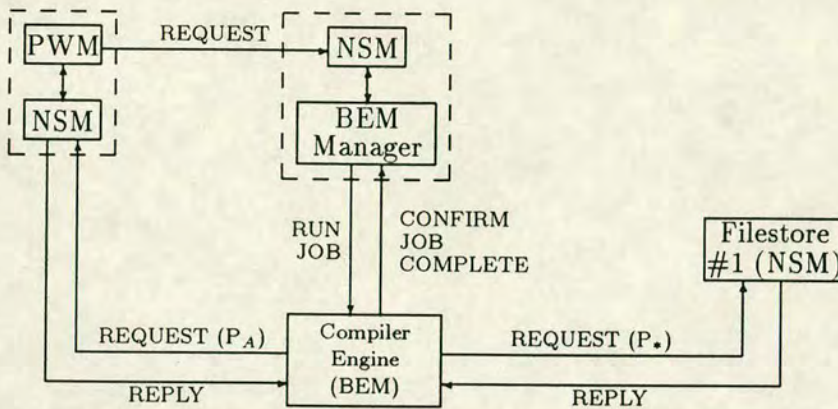 PWM
REQUEST
NSM
NSM
BEM
Manager
RUN
JOB
CONFIRM
JOB
COMPLETE
Filestore
#1 (NSM)
REQUEST (P_A)
Compiler
Engine
(BEM)
REQUEST (P_*)
REPLY
REPLY